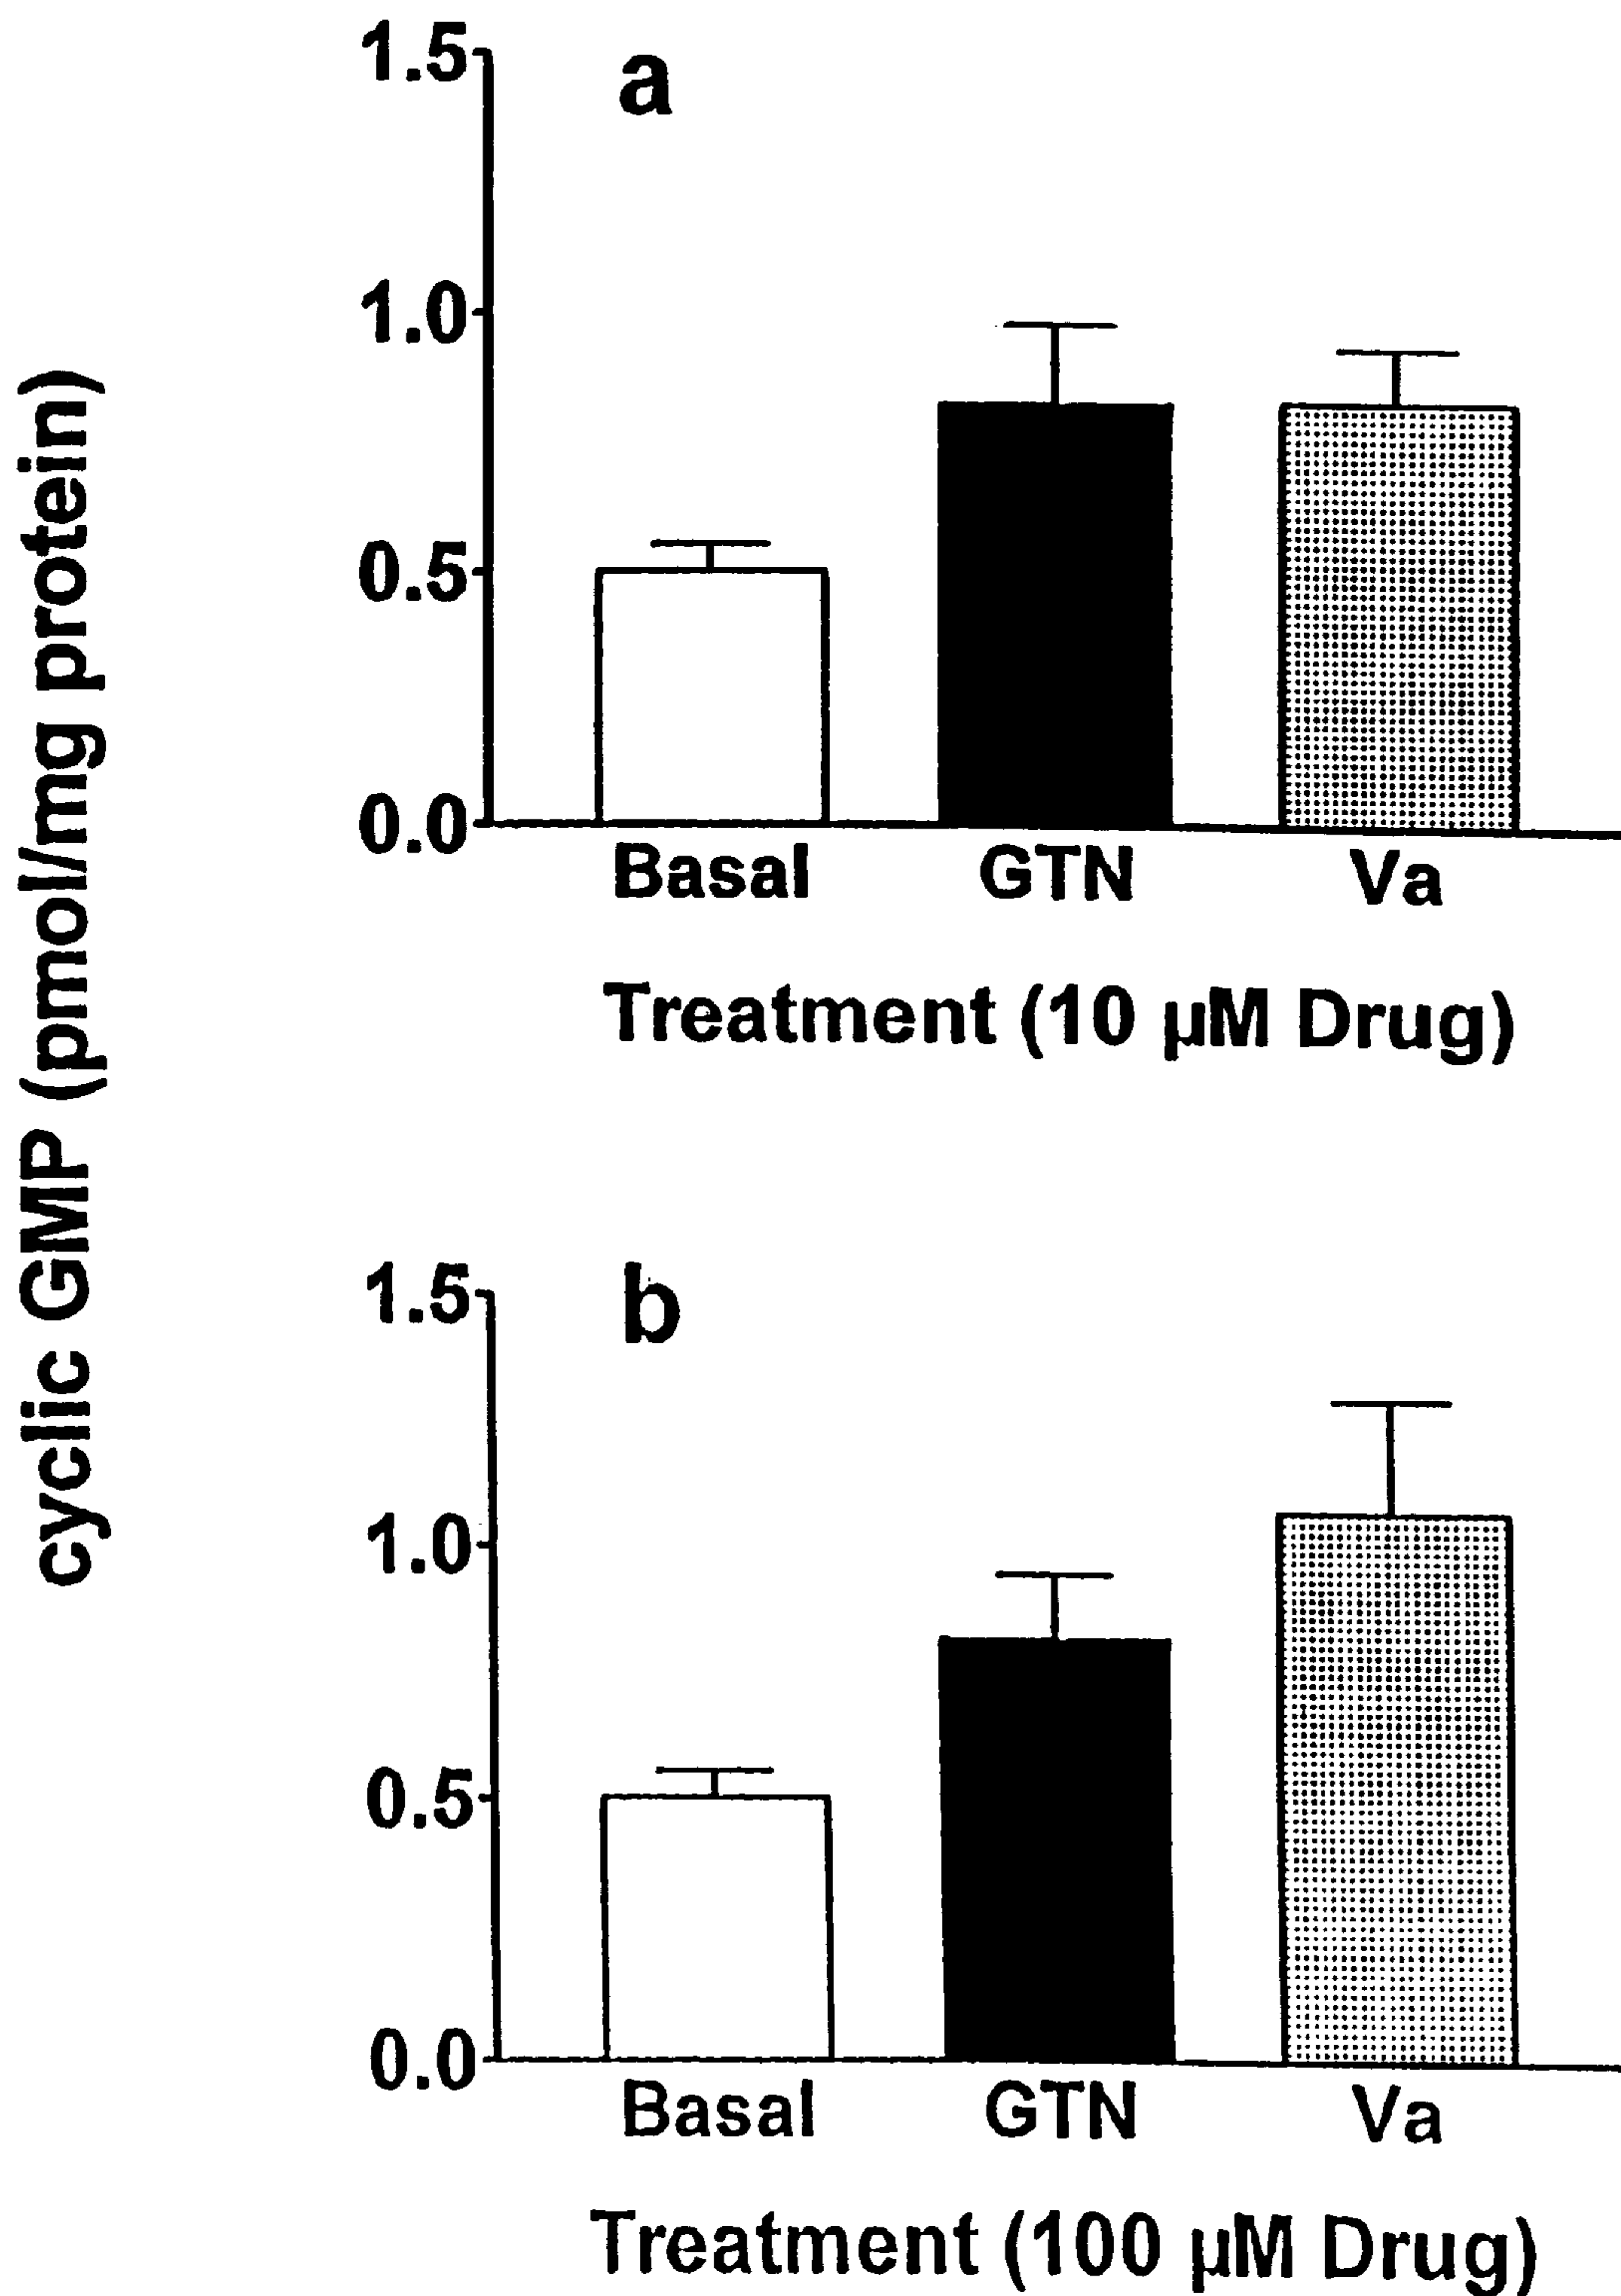 cyclic GMP (pmol/mg protein)
a
1.5
1.0
0.5
0.0
Basal GTN Va
Treatment (10 µM Drug)
b
1.5
1.0
0.5
0.0
Basal GTN Va
Treatment (100 µM Drug)